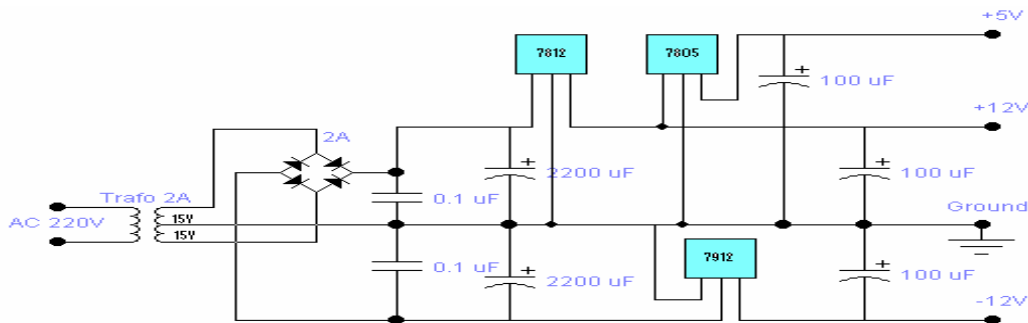 +5V
7812
7805
+
100 uF
+12V
2A
+
2200 uF
+
100 uF
Trafo 2A
0.1 uF
Ground
AC 220V
15V
15V
7912
0.1 uF
+
2200 uF
+
100 uF
-12V